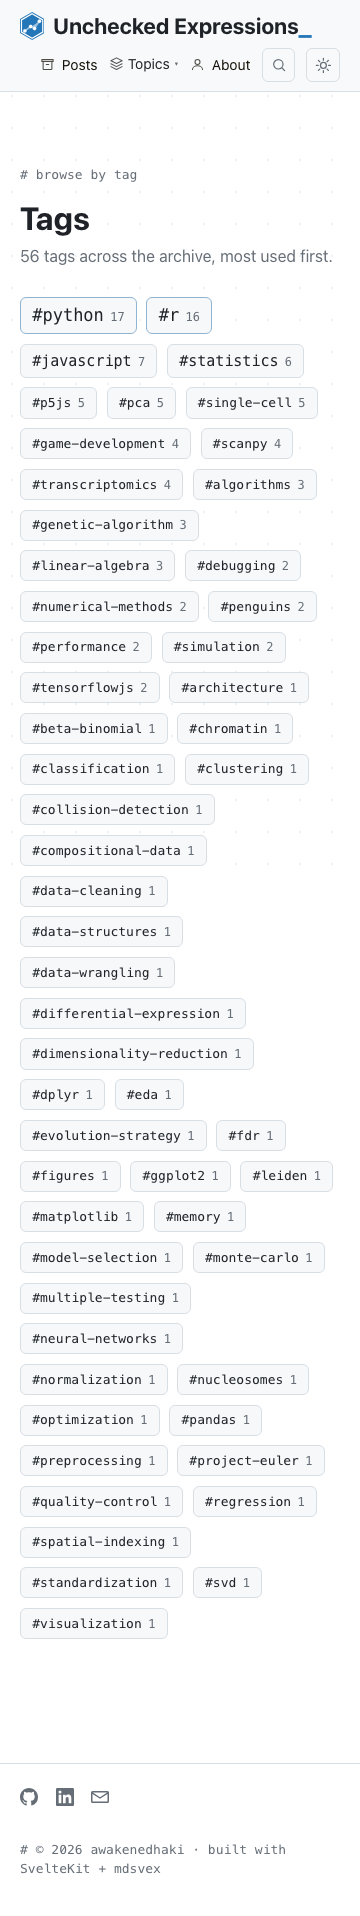 Unchecked Expressions_
Posts Topics About
# browse by tag
Tags
56 tags across the archive, most used first.
#python 17 #r 16
#javascript 7 #statistics 6
#p5js 5 #pca 5 #single-cell 5
#game-development 4 #scanpy 4
#transcriptomics 4 #algorithms 3
#genetic-algorithm 3
#linear-algebra 3 #debugging 2
#numerical-methods 2 #penguins 2
#performance 2 #simulation 2
#tensorflowjs 2 #architecture 1
#beta-binomial 1 #chromatin 1
#classification 1 #clustering 1
#collision-detection 1
#compositional-data 1
#data-cleaning 1
#data-structures 1
#data-wrangling 1
#differential-expression 1
#dimensionality-reduction 1
#dplyr 1 #eda 1
#evolution-strategy 1 #fdr 1
#figures 1 #ggplot2 1 #leiden 1
#matplotlib 1 #memory 1
#model-selection 1 #monte-carlo 1
#multiple-testing 1
#neural-networks 1
#normalization 1 #nucleosomes 1
#optimization 1 #pandas 1
#preprocessing 1 #project-euler 1
#quality-control 1 #regression 1
#spatial-indexing 1
#standardization 1 #svd 1
#visualization 1
# © 2026 awakenedhaki · built with
SvelteKit + mdsvex